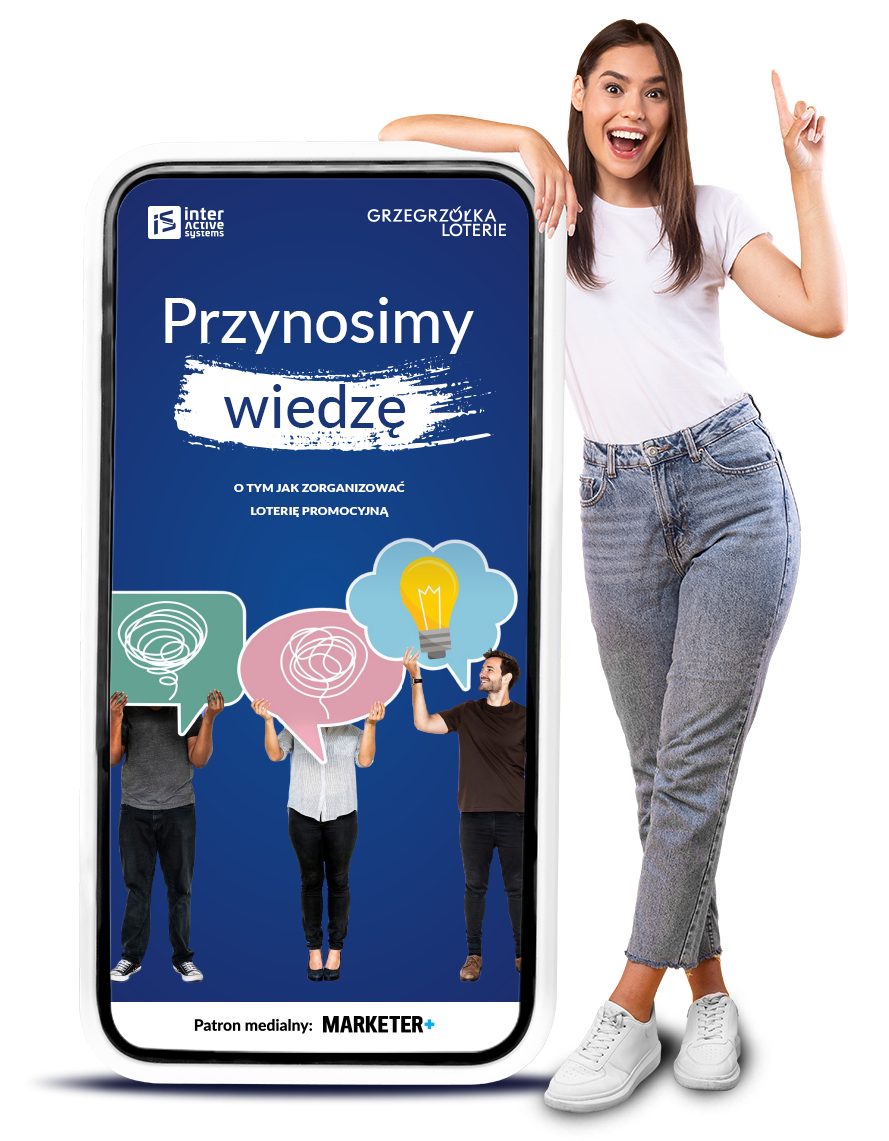 inter
active
systems
GRZEGRZÓŁKA
LOTERIE
Przynosimy
wiedzę
O TYM JAK ZORGANIZOWAĆ
LOTERIĘ PROMOCYJNĄ
Patron medialny: MARKETER+